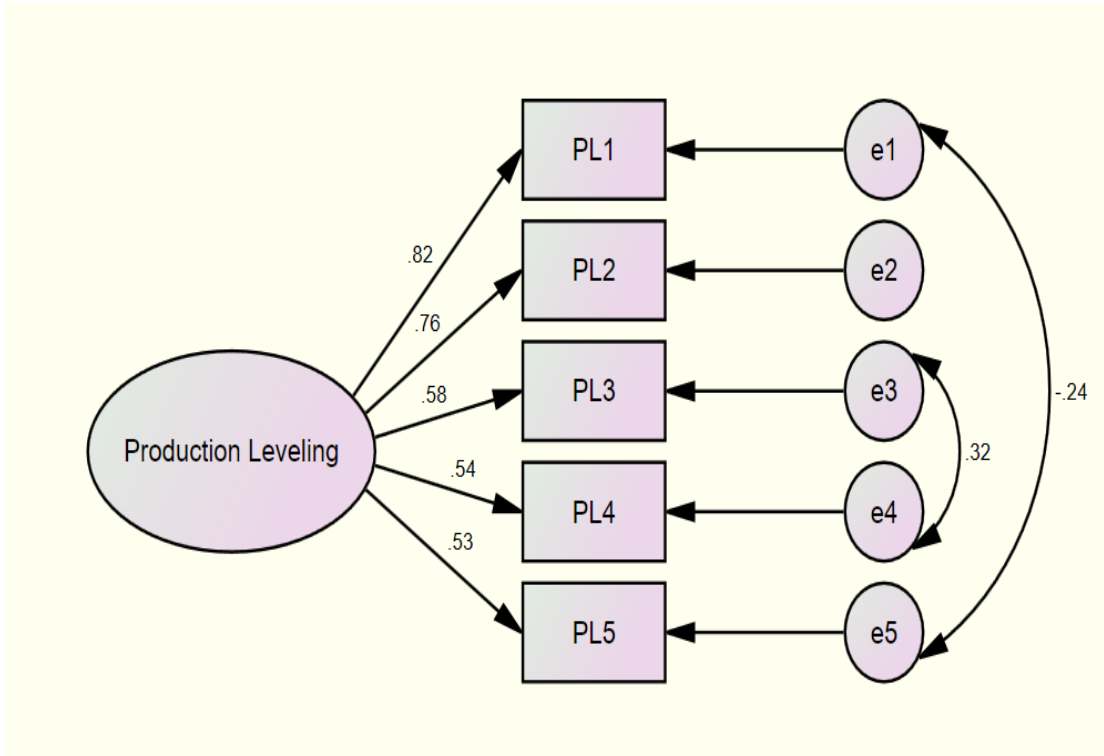 PL1
e1
.82
PL2
e2
.76
PL3
e3
-.24
.58
Production Leveling
.32
.54
PL4
e4
.53
PL5
e5